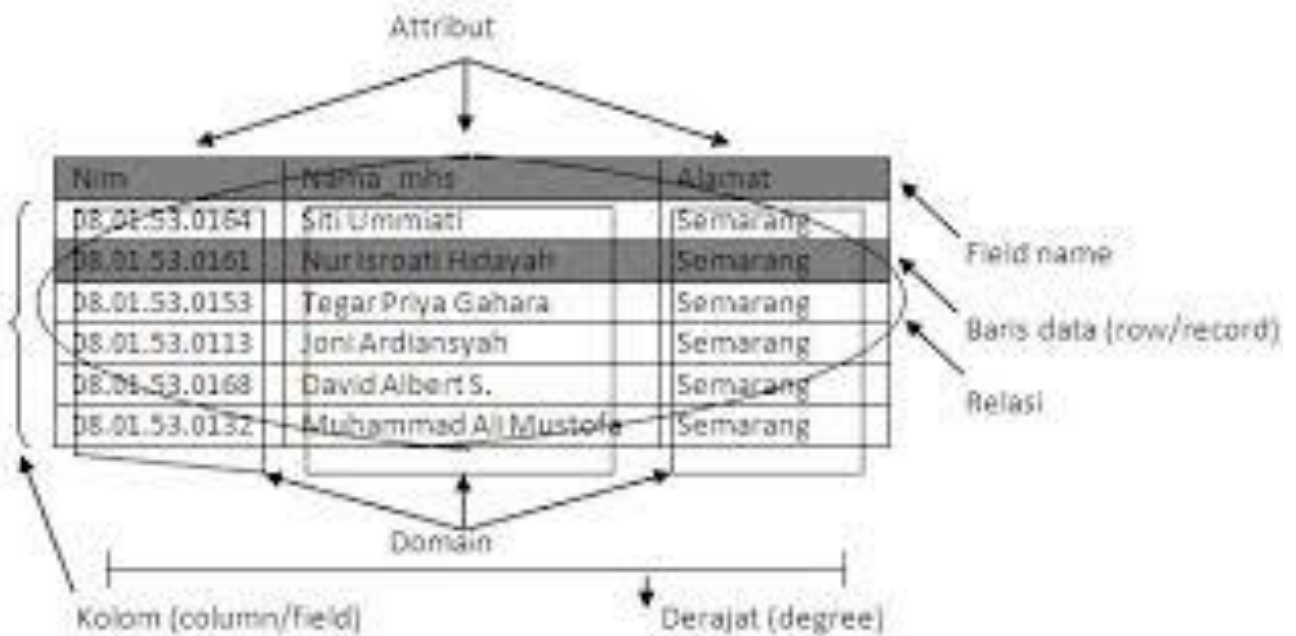 Attribut
Nim Nama_mhs Alamat
08.01.53.0164 Siti Ummiati Semarang
08.01.53.0161 Nur Isroati Hidayah Semarang
08.01.53.0153 Tegar Priya Gahara Semarang
08.01.53.0113 Joni Ardiansyah Semarang
08.01.53.0168 David Albert S. Semarang
08.01.53.0132 Muhammad Ali Mustofa Semarang
Field name
Baris data (row/record)
Relasi
Domain
Kolom (column/field)
Derajat (degree)